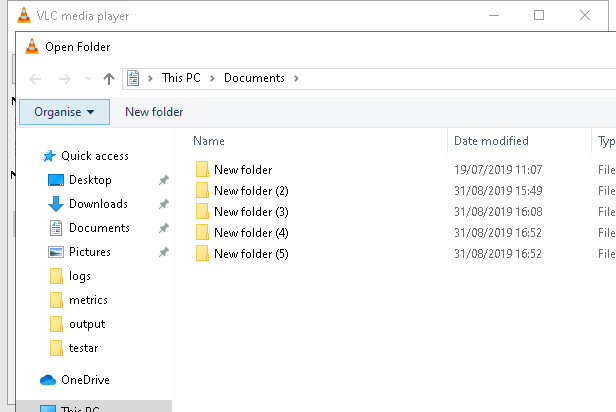 VLC media player
Open Folder
This PC > Documents >
Organise New folder
Name Date modified Typ
Quick access
Desktop
Downloads
Documents
Pictures
logs
metrics
output
testar
OneDrive
This PC
New folder 19/07/2019 11:07 File
New folder (2) 31/08/2019 15:49 File
New folder (3) 31/08/2019 16:08 File
New folder (4) 31/08/2019 16:52 File
New folder (5) 31/08/2019 16:52 File